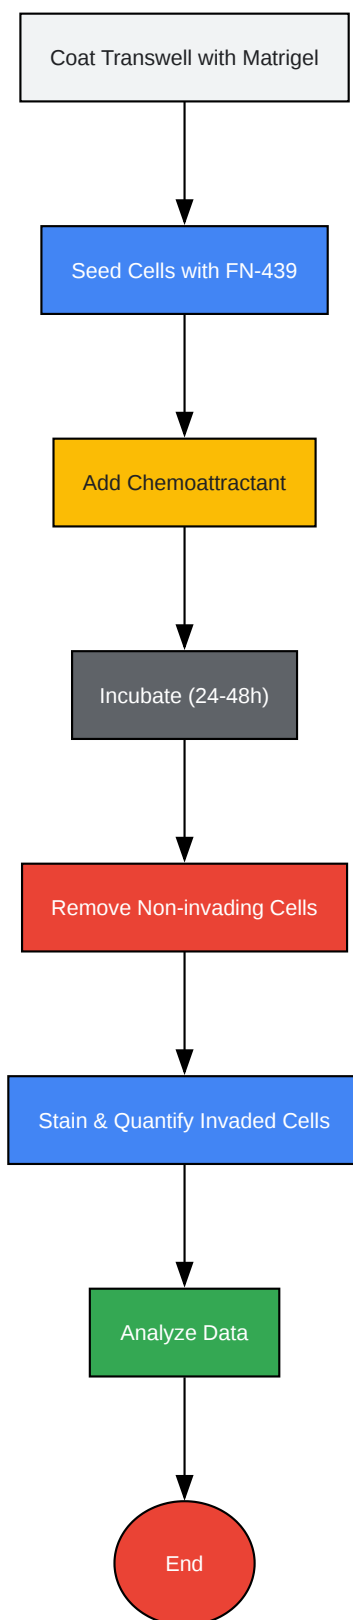 Coat Transwell with Matrigel
Seed Cells with FN-439
Add Chemoattractant
Incubate (24-48h)
Remove Non-invading Cells
Stain & Quantify Invaded Cells
Analyze Data
End